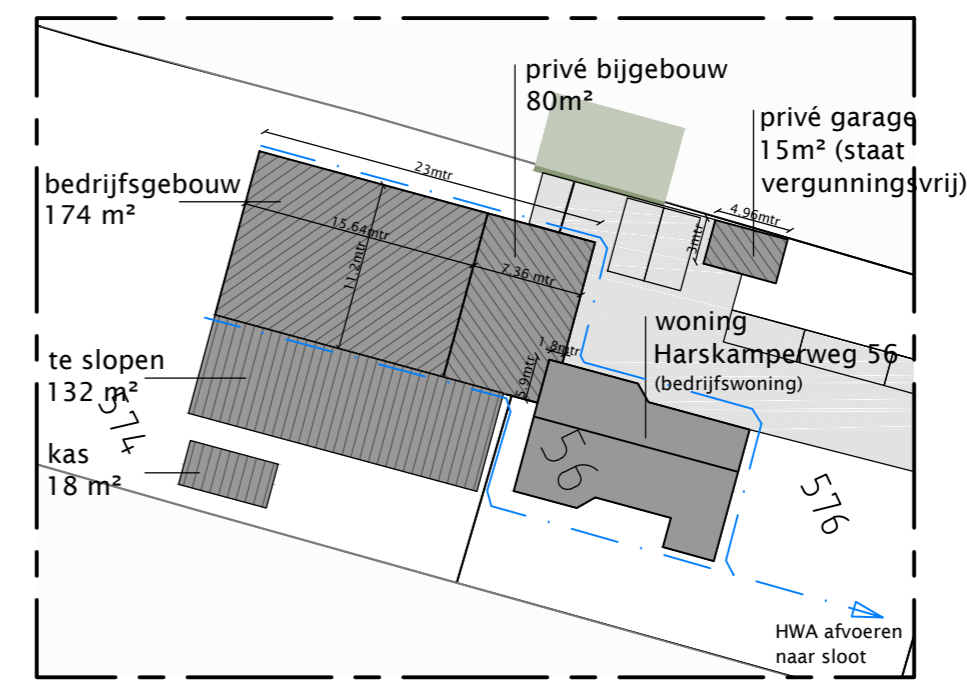 privé bijgebouw
80m²
privé garage
15m² (staat
vergunningsvrij)
bedrijfsgebouw
174 m²
23mtr
15.64mtr
11.2mtr
7.36 mtr
4.96mtr
3mtr
1.8mtr
5.9mtr
woning
Harskamperweg 56
(bedrijfswoning)
te slopen
132 m²
574
kas
18 m²
56
576
HWA afvoeren
naar sloot